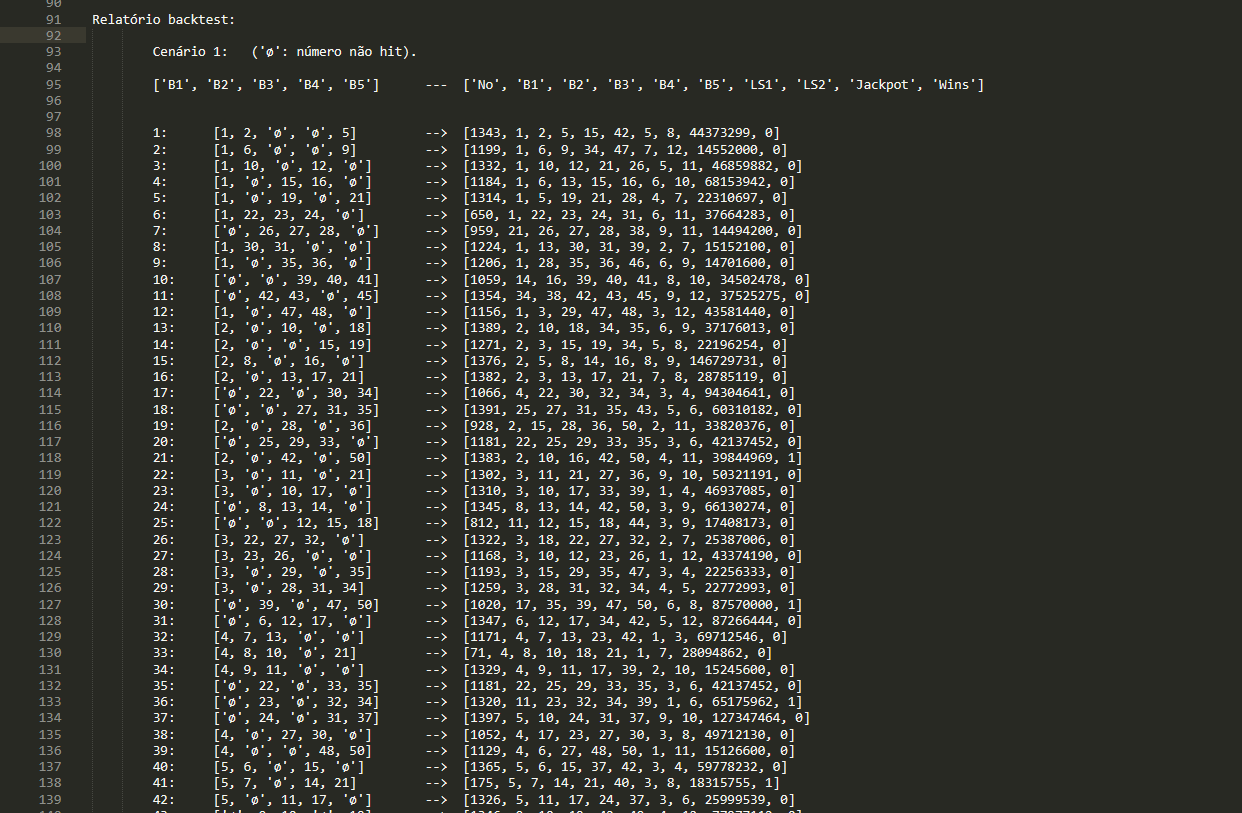 90
91 Relatório backtest:
92
93 Cenário 1: ('ø': número não hit).
94
95 ['B1', 'B2', 'B3', 'B4', 'B5'] --- ['No', 'B1', 'B2', 'B3', 'B4', 'B5', 'LS1', 'LS2', 'Jackpot', 'Wins']
96
97
98 1: [1, 2, 'ø', 'ø', 5] --> [1343, 1, 2, 5, 15, 42, 5, 8, 44373299, 0]
99 2: [1, 6, 'ø', 'ø', 9] --> [1199, 1, 6, 9, 34, 47, 7, 12, 14552000, 0]
100 3: [1, 10, 'ø', 12, 'ø'] --> [1332, 1, 10, 12, 21, 26, 5, 11, 46859882, 0]
101 4: [1, 'ø', 15, 16, 'ø'] --> [1184, 1, 6, 13, 15, 16, 6, 10, 68153942, 0]
102 5: [1, 'ø', 19, 'ø', 21] --> [1314, 1, 5, 19, 21, 28, 4, 7, 22310697, 0]
103 6: [1, 22, 23, 24, 'ø'] --> [650, 1, 22, 23, 24, 31, 6, 11, 37664283, 0]
104 7: ['ø', 26, 27, 28, 'ø'] --> [959, 21, 26, 27, 28, 38, 9, 11, 14494200, 0]
105 8: [1, 30, 31, 'ø', 'ø'] --> [1224, 1, 13, 30, 31, 39, 2, 7, 15152100, 0]
106 9: [1, 'ø', 35, 36, 'ø'] --> [1206, 1, 28, 35, 36, 46, 6, 9, 14701600, 0]
107 10: ['ø', 'ø', 39, 40, 41] --> [1059, 14, 16, 39, 40, 41, 8, 10, 34502478, 0]
108 11: ['ø', 42, 43, 'ø', 45] --> [1354, 34, 38, 42, 43, 45, 9, 12, 37525275, 0]
109 12: [1, 'ø', 47, 48, 'ø'] --> [1156, 1, 3, 29, 47, 48, 3, 12, 43581440, 0]
110 13: [2, 'ø', 10, 'ø', 18] --> [1389, 2, 10, 18, 34, 35, 6, 9, 37176013, 0]
111 14: [2, 'ø', 'ø', 15, 19] --> [1271, 2, 3, 15, 19, 34, 5, 8, 22196254, 0]
112 15: [2, 8, 'ø', 16, 'ø'] --> [1376, 2, 5, 8, 14, 16, 8, 9, 146729731, 0]
113 16: [2, 'ø', 13, 17, 21] --> [1382, 2, 3, 13, 17, 21, 7, 8, 28785119, 0]
114 17: ['ø', 22, 'ø', 30, 34] --> [1066, 4, 22, 30, 32, 34, 3, 4, 94304641, 0]
115 18: ['ø', 'ø', 27, 31, 35] --> [1391, 25, 27, 31, 35, 43, 5, 6, 60310182, 0]
116 19: [2, 'ø', 28, 'ø', 36] --> [928, 2, 15, 28, 36, 50, 2, 11, 33820376, 0]
117 20: ['ø', 25, 29, 33, 'ø'] --> [1181, 22, 25, 29, 33, 35, 3, 6, 42137452, 0]
118 21: [2, 'ø', 42, 'ø', 50] --> [1383, 2, 10, 16, 42, 50, 4, 11, 39844969, 1]
119 22: [3, 'ø', 11, 'ø', 21] --> [1302, 3, 11, 21, 27, 36, 9, 10, 50321191, 0]
120 23: [3, 'ø', 10, 17, 'ø'] --> [1310, 3, 10, 17, 33, 39, 1, 4, 46937085, 0]
121 24: ['ø', 8, 13, 14, 'ø'] --> [1345, 8, 13, 14, 42, 50, 3, 9, 66130274, 0]
122 25: ['ø', 'ø', 12, 15, 18] --> [812, 11, 12, 15, 18, 44, 3, 9, 17408173, 0]
123 26: [3, 22, 27, 32, 'ø'] --> [1322, 3, 18, 22, 27, 32, 2, 7, 25387006, 0]
124 27: [3, 23, 26, 'ø', 'ø'] --> [1168, 3, 10, 12, 23, 26, 1, 12, 43374190, 0]
125 28: [3, 'ø', 29, 'ø', 35] --> [1193, 3, 15, 29, 35, 47, 3, 4, 22256333, 0]
126 29: [3, 'ø', 28, 31, 34] --> [1259, 3, 28, 31, 32, 34, 4, 5, 22772993, 0]
127 30: ['ø', 39, 'ø', 47, 50] --> [1020, 17, 35, 39, 47, 50, 6, 8, 87570000, 1]
128 31: ['ø', 6, 12, 17, 'ø'] --> [1347, 6, 12, 17, 34, 42, 5, 12, 87266444, 0]
129 32: [4, 7, 13, 'ø', 'ø'] --> [1171, 4, 7, 13, 23, 42, 1, 3, 69712546, 0]
130 33: [4, 8, 10, 'ø', 21] --> [71, 4, 8, 10, 18, 21, 1, 7, 28094862, 0]
131 34: [4, 9, 11, 'ø', 'ø'] --> [1329, 4, 9, 11, 17, 39, 2, 10, 15245600, 0]
132 35: ['ø', 22, 'ø', 33, 35] --> [1181, 22, 25, 29, 33, 35, 3, 6, 42137452, 0]
133 36: ['ø', 23, 'ø', 32, 34] --> [1320, 11, 23, 32, 34, 39, 1, 6, 65175962, 1]
134 37: ['ø', 24, 'ø', 31, 37] --> [1397, 5, 10, 24, 31, 37, 9, 10, 127347464, 0]
135 38: [4, 'ø', 27, 30, 'ø'] --> [1052, 4, 17, 23, 27, 30, 3, 8, 49712130, 0]
136 39: [4, 'ø', 'ø', 48, 50] --> [1129, 4, 6, 27, 48, 50, 1, 11, 15126600, 0]
137 40: [5, 6, 'ø', 15, 'ø'] --> [1365, 5, 6, 15, 37, 42, 3, 4, 59778232, 0]
138 41: [5, 7, 'ø', 14, 21] --> [175, 5, 7, 14, 21, 40, 3, 8, 18315755, 1]
139 42: [5, 'ø', 11, 17, 'ø'] --> [1326, 5, 11, 17, 24, 37, 3, 6, 25999539, 0]